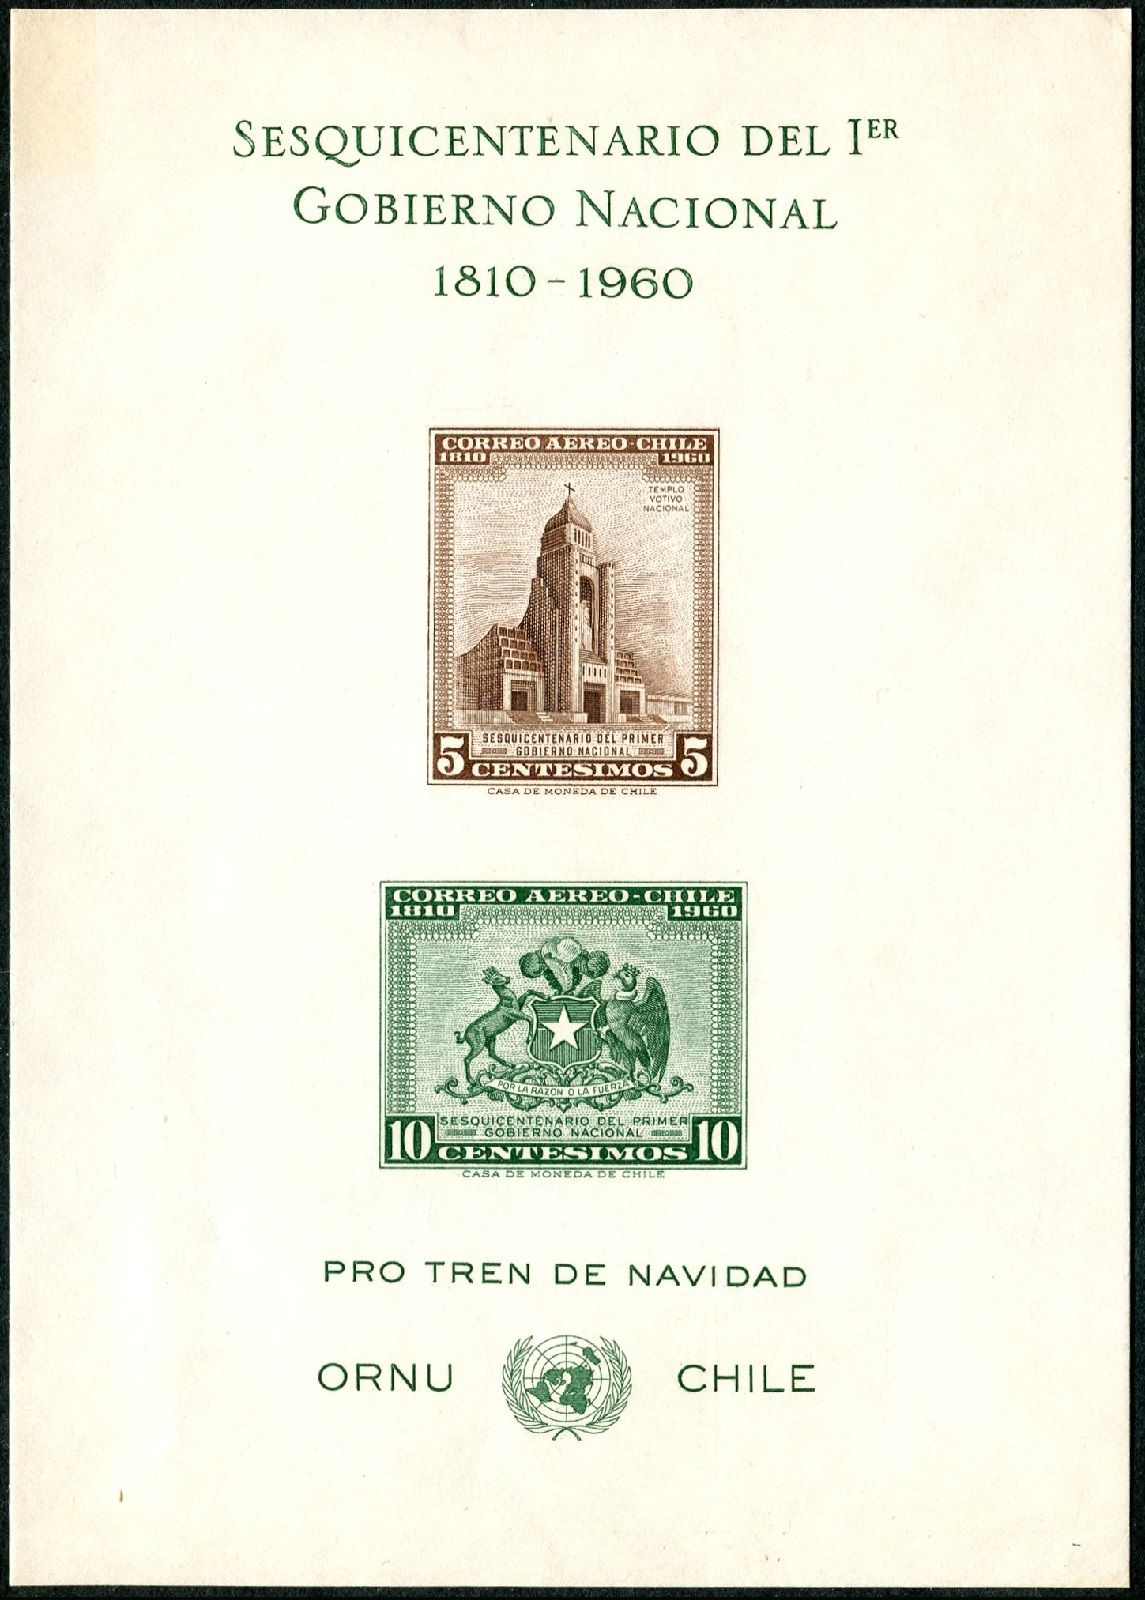 SESQUICENTENARIO DEL IER
GOBIERNO NACIONAL
1810-1960
CORREO AEREO-CHILE
1810 1960
TEMPLO
VOTIVO
NACIONAL
SESQUICENTENARIO DEL PRIMER
GOBIERNO NACIONAL
5 CENTESIMOS 5
CASA DE MONEDA DE CHILE
CORREO AEREO-CHILE
1810 1960
POR LA RAZON O LA FUERZA
SESQUICENTENARIO DEL PRIMER
GOBIERNO NACIONAL
10 CENTESIMOS 10
CASA DE MONEDA DE CHILE
PRO TREN DE NAVIDAD
ORNU CHILE